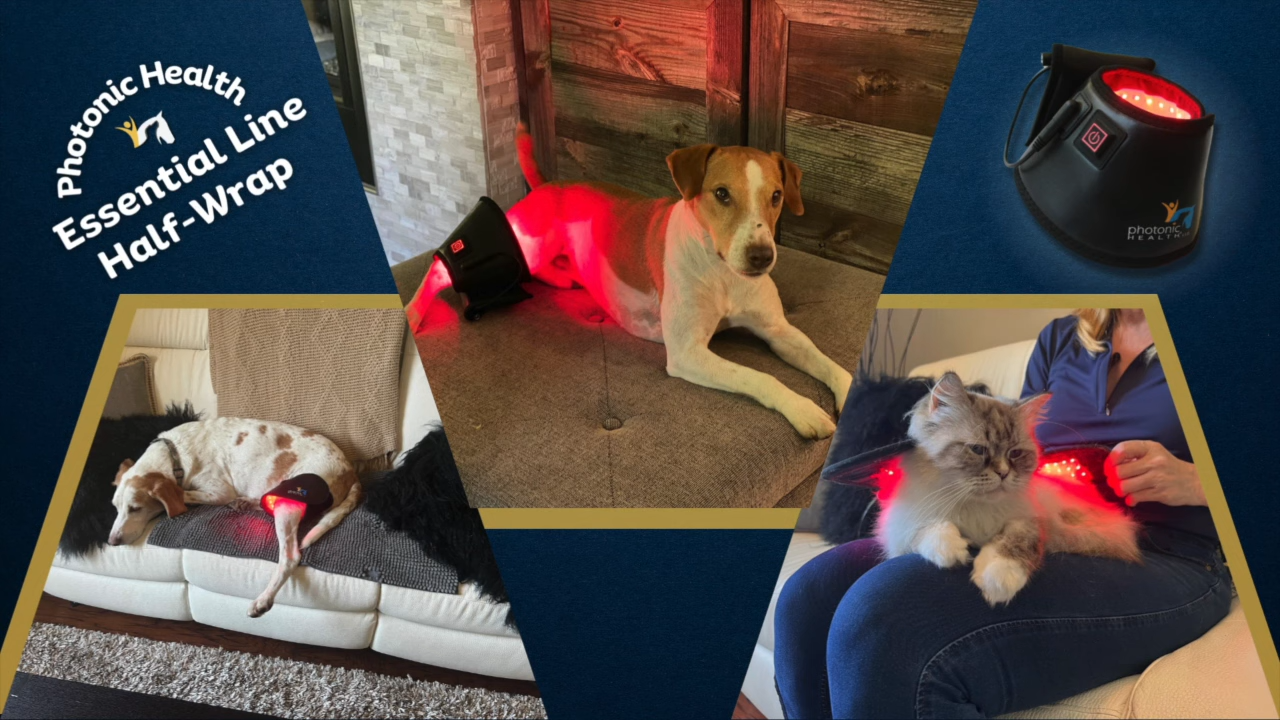 Photonic Health
Essential Line
Half-Wrap
photonic
HEALTH